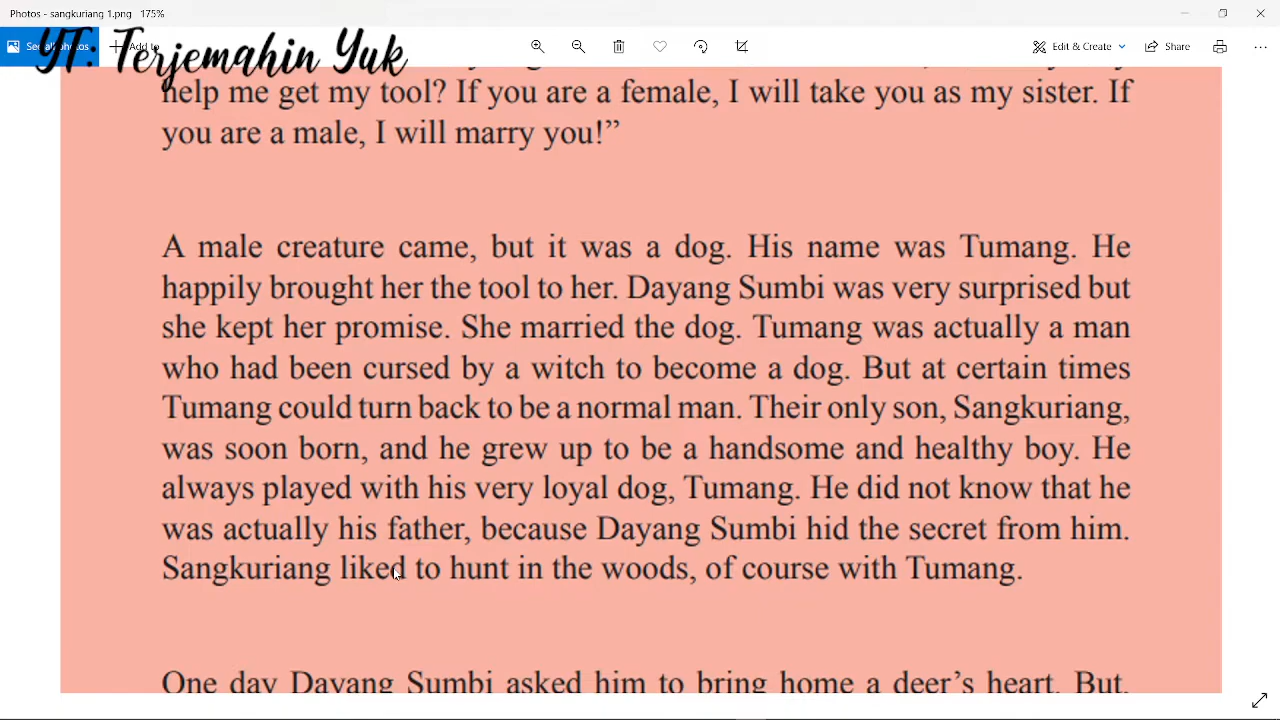 Photos - sangkuriang 1.png 175%
See all photos Add to Edit & Create Share
YT: Terjemahin Yuk
help me get my tool? If you are a female, I will take you as my sister. If
you are a male, I will marry you!”
A male creature came, but it was a dog. His name was Tumang. He
happily brought her the tool to her. Dayang Sumbi was very surprised but
she kept her promise. She married the dog. Tumang was actually a man
who had been cursed by a witch to become a dog. But at certain times
Tumang could turn back to be a normal man. Their only son, Sangkuriang,
was soon born, and he grew up to be a handsome and healthy boy. He
always played with his very loyal dog, Tumang. He did not know that he
was actually his father, because Dayang Sumbi hid the secret from him.
Sangkuriang liked to hunt in the woods, of course with Tumang.
One day Dayang Sumbi asked him to bring home a deer’s heart. But,